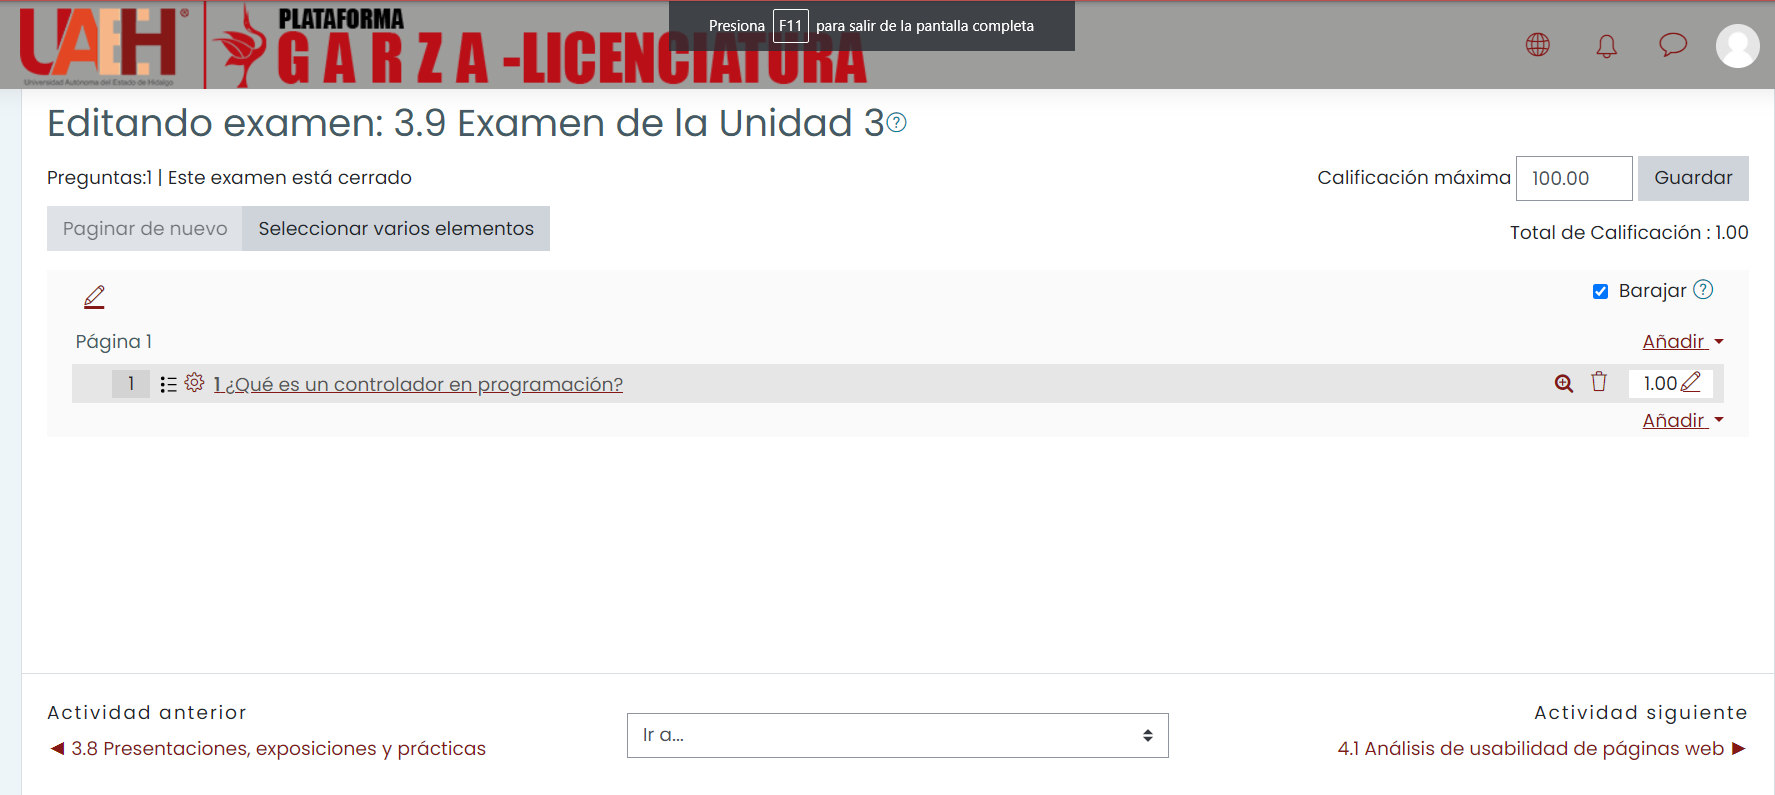 UAEH®
Universidad Autónoma del Estado de Hidalgo
PLATAFORMA
GARZA -LICENCIATURA
Presiona F11 para salir de la pantalla completa
Editando examen: 3.9 Examen de la Unidad 3
Preguntas:1 | Este examen está cerrado
Calificación máxima 100.00 Guardar
Paginar de nuevo Seleccionar varios elementos
Total de Calificación : 1.00
Barajar
Página 1
Añadir
1 1 ¿Qué es un controlador en programación? 1.00
Añadir
Actividad anterior
◄ 3.8 Presentaciones, exposiciones y prácticas
Ir a...
Actividad siguiente
4.1 Análisis de usabilidad de páginas web ►